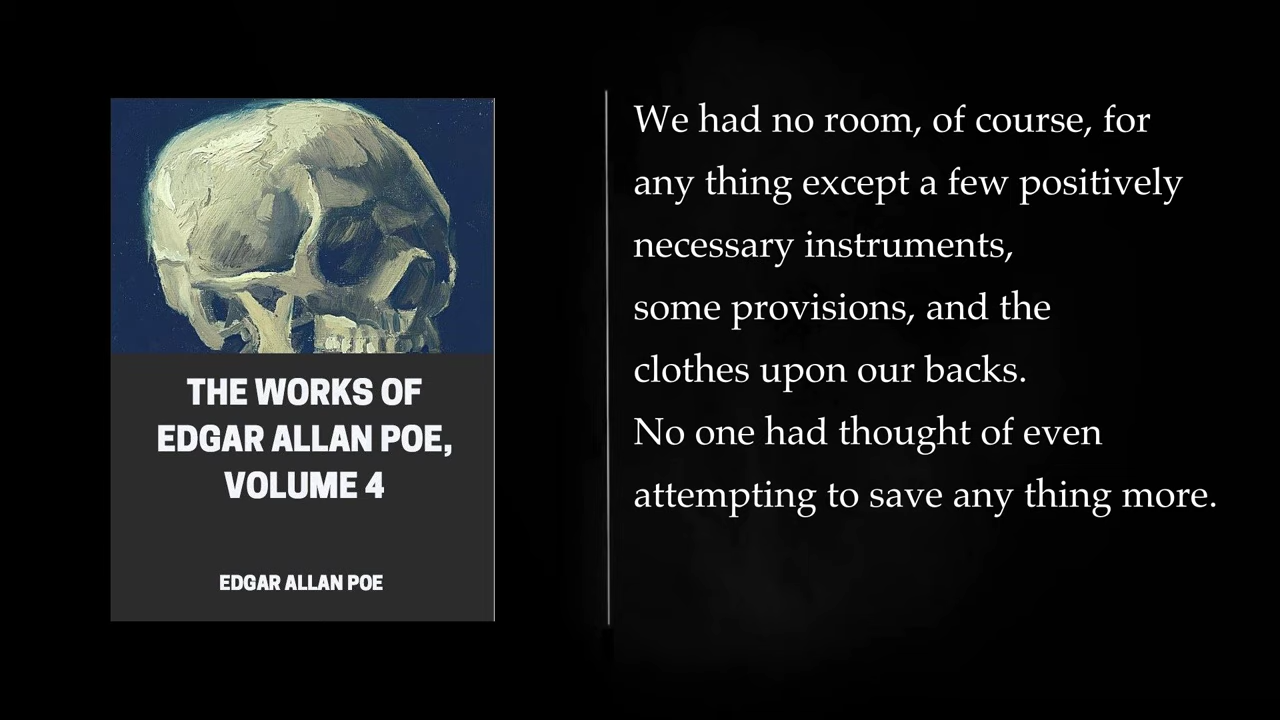 THE WORKS OF
EDGAR ALLAN POE,
VOLUME 4
EDGAR ALLAN POE
We had no room, of course, for
any thing except a few positively
necessary instruments,
some provisions, and the
clothes upon our backs.
No one had thought of even
attempting to save any thing more.